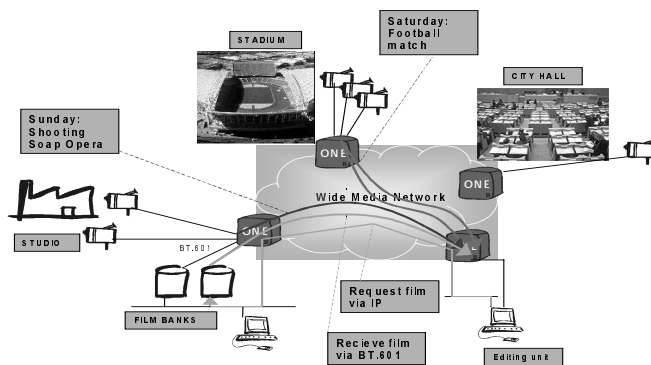 STADIUM
Saturday:
Football
match
CITY HALL
Sunday:
Shooting
Soap Opera
ONE
ONE
Wide Media Network
ONE
STUDIO
BT.601
Request film
via IP
FILM BANKS
Recieve film
via BT.601
Editing unit